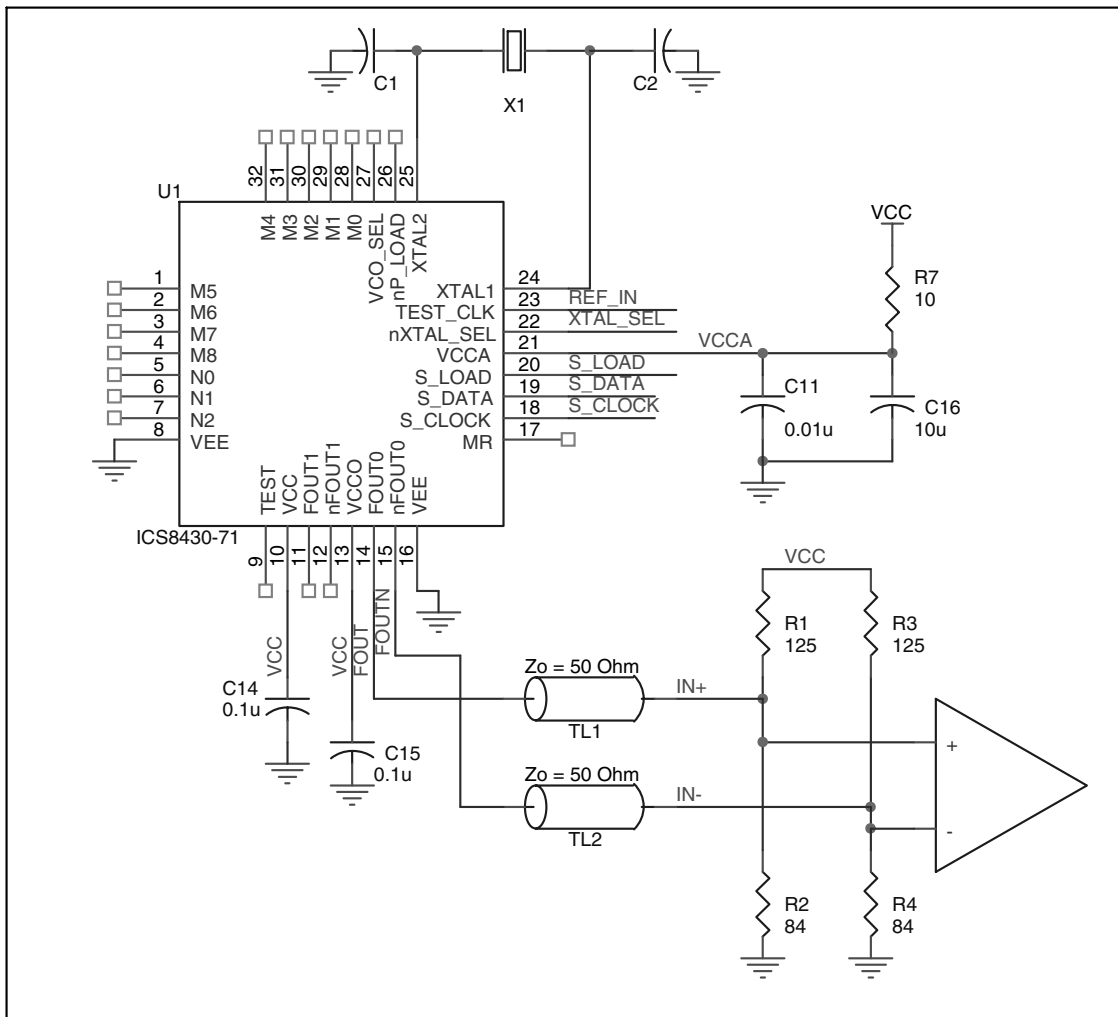 C1
C2
X1
U1
32
31
30
29
28
27
26
25
M4
M3
M2
M1
M0
VCO_SEL
nP_LOAD
XTAL2
VCC
R7
10
1
M5
2
M6
3
M7
4
M8
5
N0
6
N1
7
N2
8
VEE
XTAL1
24
TEST_CLK
23
REF_IN
nXTAL_SEL
22
XTAL_SEL
VCCA
21
VCCA
S_LOAD
20
S_LOAD
S_DATA
19
S_DATA
S_CLOCK
18
S_CLOCK
MR
17
C11
0.01u
C16
10u
TEST
VCC
FOUT1
nFOUT1
VCCO
FOUT0
nFOUT0
VEE
ICS8430-71
9
10
11
12
13
14
15
16
VCC
VCC
FOUT
FOUTN
C14
0.1u
C15
0.1u
VCC
R1
125
R3
125
Zo = 50 Ohm
IN+
TL1
+
Zo = 50 Ohm
IN-
TL2
-
R2
84
R4
84